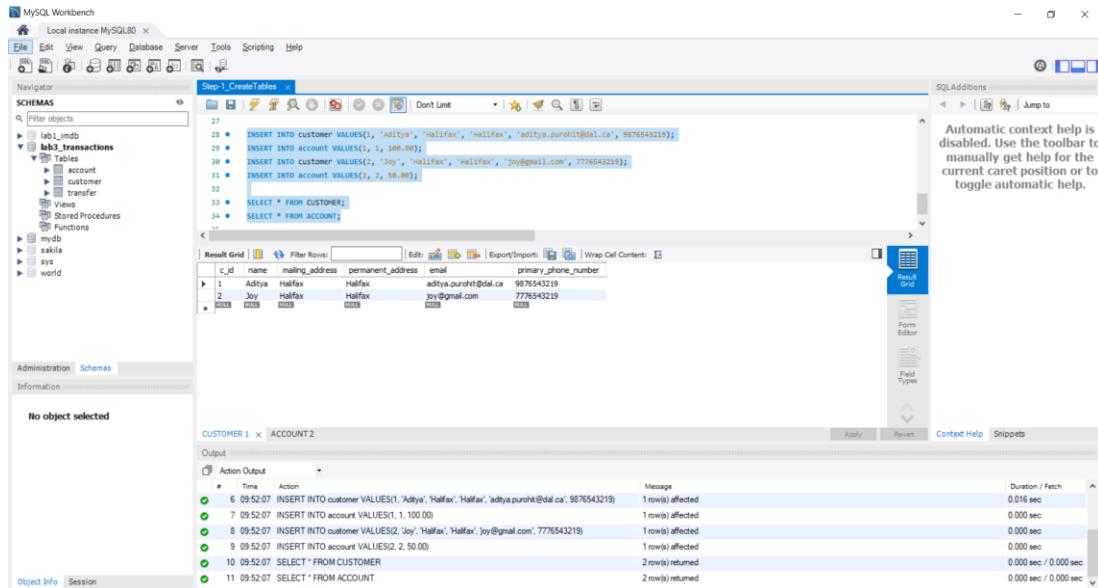 MySQL Workbench
Local instance MySQL80 ×
File Edit View Query Database Server Tools Scripting Help
Navigator
SCHEMAS
Filter objects
lab1_imdb
lab3_transactions
Tables
account
customer
transfer
Views
Stored Procedures
Functions
mydb
sakila
sys
world
Administration Schemas
Information
No object selected
Object Info Session
Step-1_CreateTables ×
Don't Limit
27
28 INSERT INTO customer VALUES(1, 'Aditya', 'Halifax', 'Halifax', 'aditya.purohit@dal.ca', 9876543219);
29 INSERT INTO account VALUES(1, 1, 100.00);
30 INSERT INTO customer VALUES(2, 'Joy', 'Halifax', 'Halifax', 'joy@gmail.com', 7776543219);
31 INSERT INTO account VALUES(2, 2, 50.00);
32
33 SELECT * FROM CUSTOMER;
34 SELECT * FROM ACCOUNT;
Result Grid Filter Rows: Edit: Export/Import: Wrap Cell Content:
c_id name mailing_address permanent_address email primary_phone_number
1 Aditya Halifax Halifax aditya.purohit@dal.ca 9876543219
2 Joy Halifax Halifax joy@gmail.com 7776543219
NULL NULL NULL NULL NULL NULL
Result Grid
Form Editor
Field Types
CUSTOMER 1 × ACCOUNT 2 Apply Revert
SQLAdditions
Jump to
Automatic context help is
disabled. Use the toolbar to
manually get help for the
current caret position or to
toggle automatic help.
Context Help Snippets
Output
Action Output
# Time Action Message Duration / Fetch
6 09:52:07 INSERT INTO customer VALUES(1, 'Aditya', 'Halifax', 'Halifax', 'aditya.purohit@dal.ca', 9876543219) 1 row(s) affected 0.016 sec
7 09:52:07 INSERT INTO account VALUES(1, 1, 100.00) 1 row(s) affected 0.000 sec
8 09:52:07 INSERT INTO customer VALUES(2, 'Joy', 'Halifax', 'Halifax', 'joy@gmail.com', 7776543219) 1 row(s) affected 0.000 sec
9 09:52:07 INSERT INTO account VALUES(2, 2, 50.00) 1 row(s) affected 0.000 sec
10 09:52:07 SELECT * FROM CUSTOMER 2 row(s) returned 0.000 sec / 0.000 sec
11 09:52:07 SELECT * FROM ACCOUNT 2 row(s) returned 0.000 sec / 0.000 sec